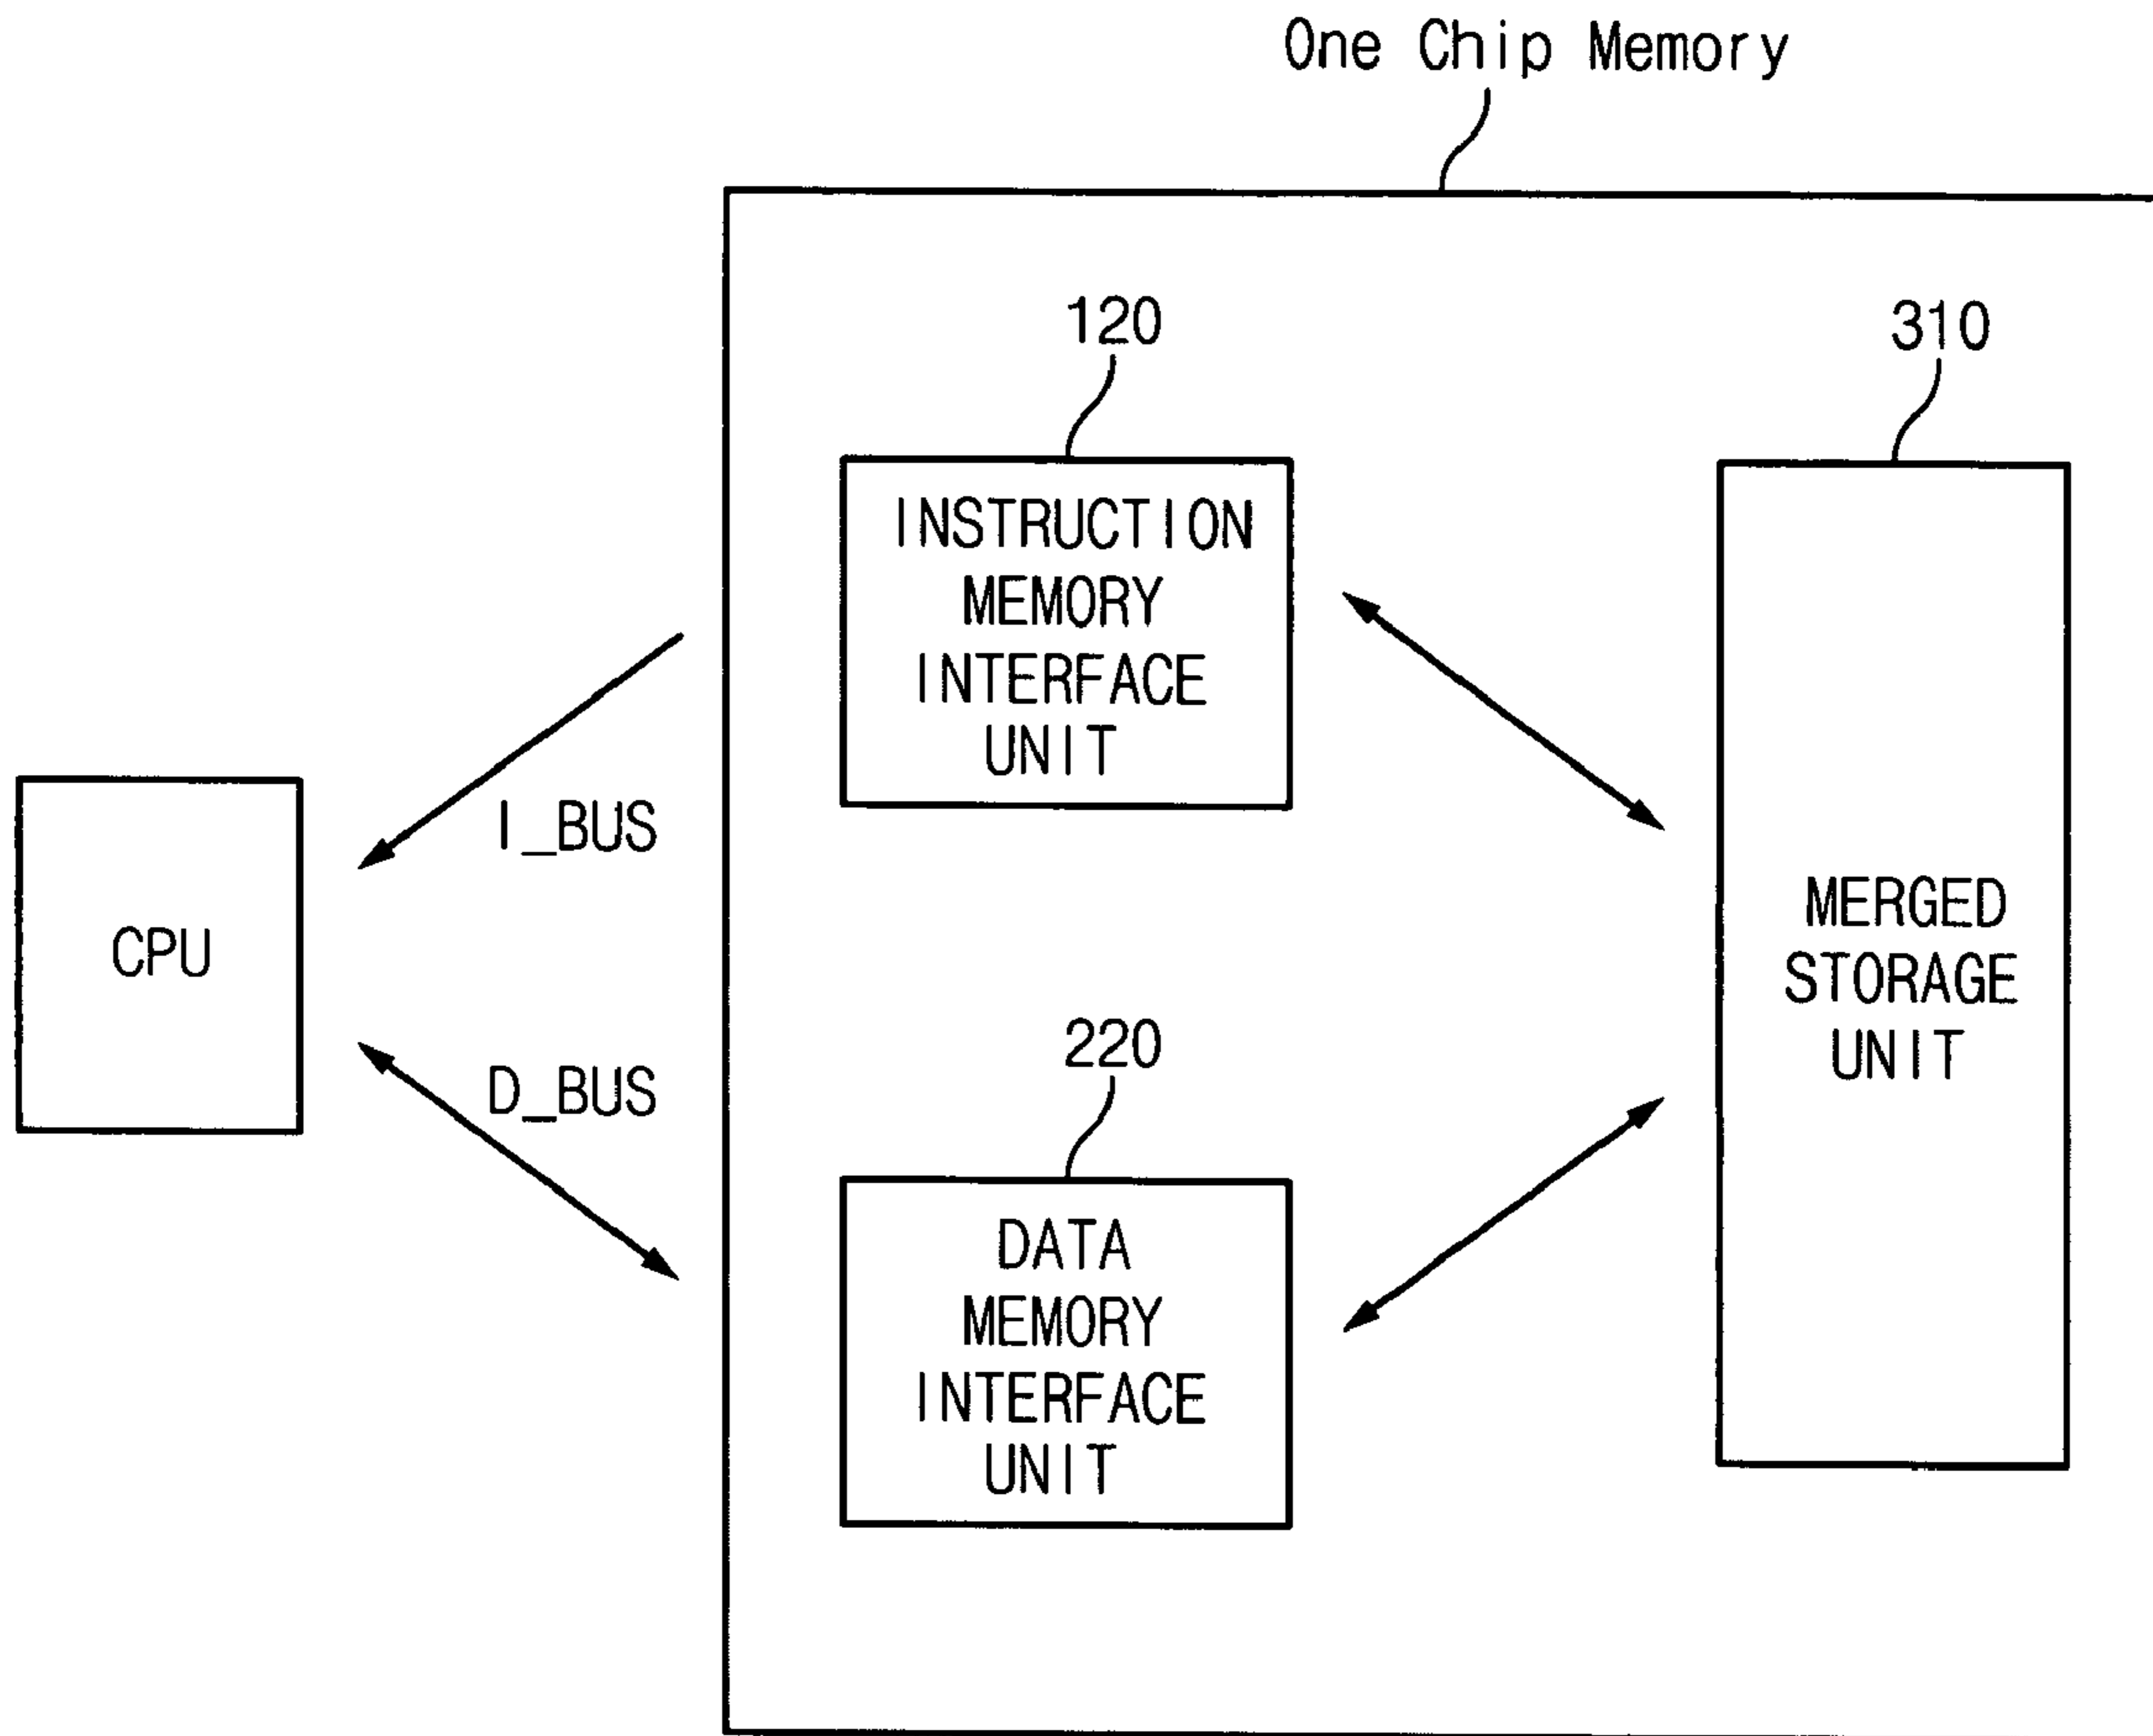 One Chip Memory
120
310
INSTRUCTION
MEMORY
INTERFACE
UNIT
I_BUS
CPU
MERGED
STORAGE
UNIT
D_BUS
220
DATA
MEMORY
INTERFACE
UNIT